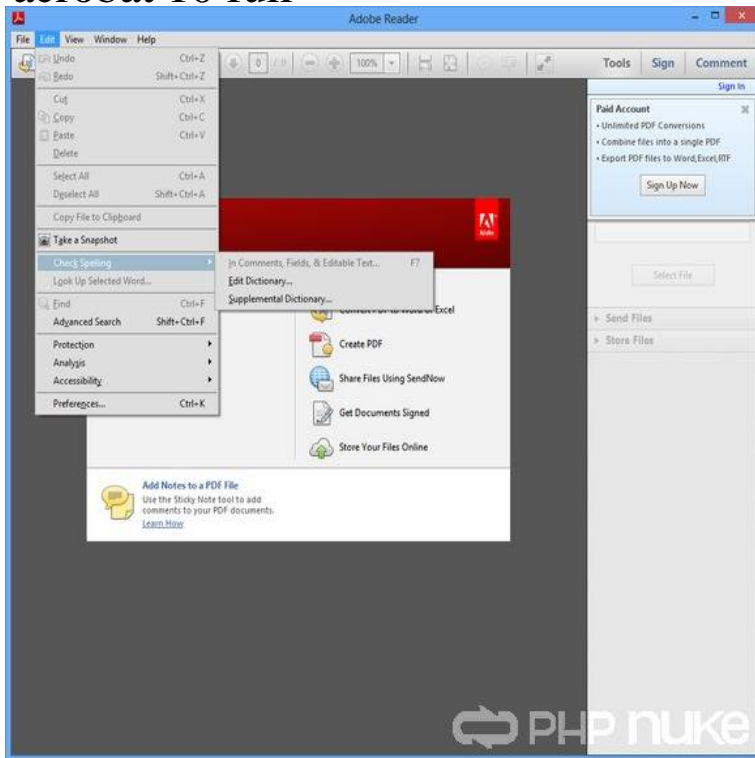 acrobat 10 full
Adobe Reader
File Edit View Window Help
0 / 0 100% Tools Sign Comment
Undo Ctrl+Z
Redo Shift+Ctrl+Z
Cut Ctrl+X
Copy Ctrl+C
Paste Ctrl+V
Delete
Select All Ctrl+A
Deselect All Shift+Ctrl+A
Copy File to Clipboard
Take a Snapshot
Check Spelling
Look Up Selected Word...
Find Ctrl+F
Advanced Search Shift+Ctrl+F
Protection
Analysis
Accessibility
Preferences... Ctrl+K
In Comments, Fields, & Editable Text... F7
Edit Dictionary...
Supplemental Dictionary...
Adobe
Convert PDF to Word or Excel
Create PDF
Share Files Using SendNow
Get Documents Signed
Store Your Files Online
Add Notes to a PDF File
Use the Sticky Note tool to add
comments to your PDF documents.
Learn How
Sign In
Paid Account
• Unlimited PDF Conversions
• Combine files into a single PDF
• Export PDF files to Word,Excel,RTF
Sign Up Now
Select File
Send Files
Store Files
PHP nuke